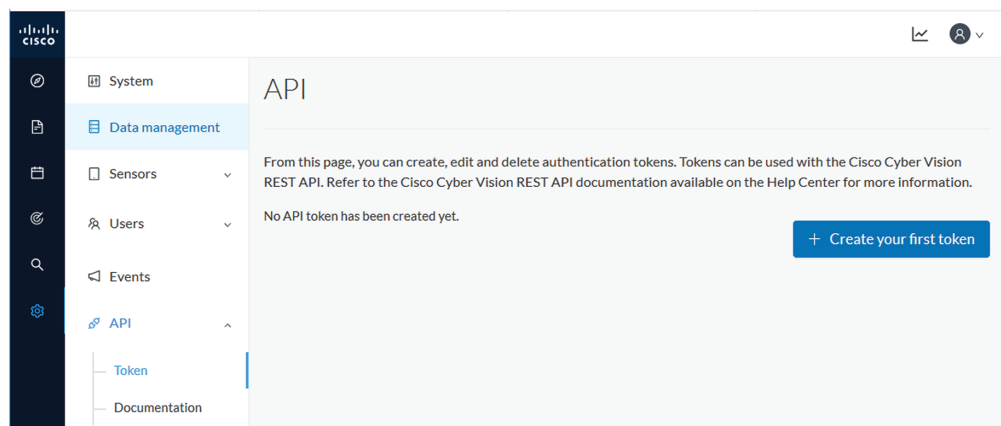 CISCO
System
Data management
Sensors
Users
Events
API
Token
Documentation
API
From this page, you can create, edit and delete authentication tokens. Tokens can be used with the Cisco Cyber Vision
REST API. Refer to the Cisco Cyber Vision REST API documentation available on the Help Center for more information.
No API token has been created yet.
+ Create your first token